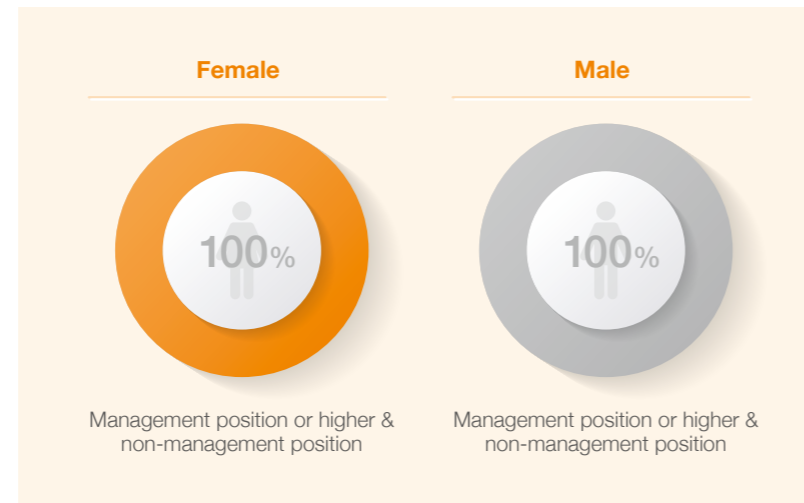 Female
100%
Management position or higher &
non-management position
Male
100%
Management position or higher &
non-management position